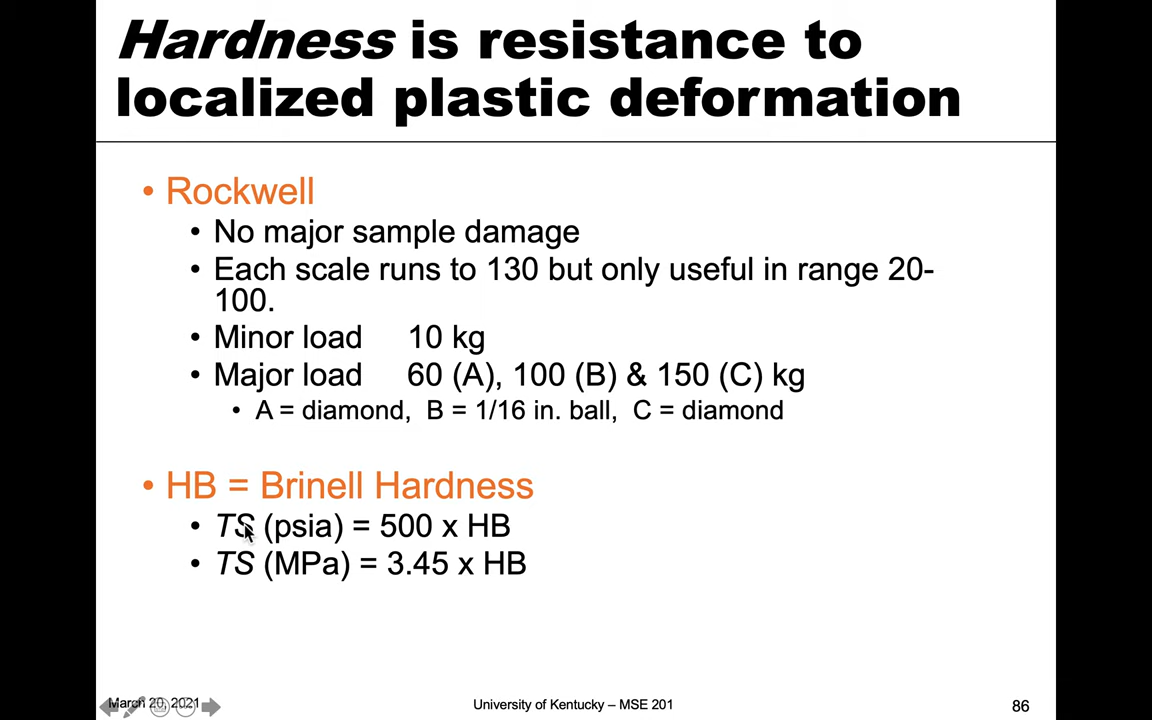 Hardness is resistance to
localized plastic deformation
• Rockwell
• No major sample damage
• Each scale runs to 130 but only useful in range 20-
100.
• Minor load 10 kg
• Major load 60 (A), 100 (B) & 150 (C) kg
• A = diamond, B = 1/16 in. ball, C = diamond
• HB = Brinell Hardness
• TS (psia) = 500 x HB
• TS (MPa) = 3.45 x HB
March 20, 2021 University of Kentucky – MSE 201 86